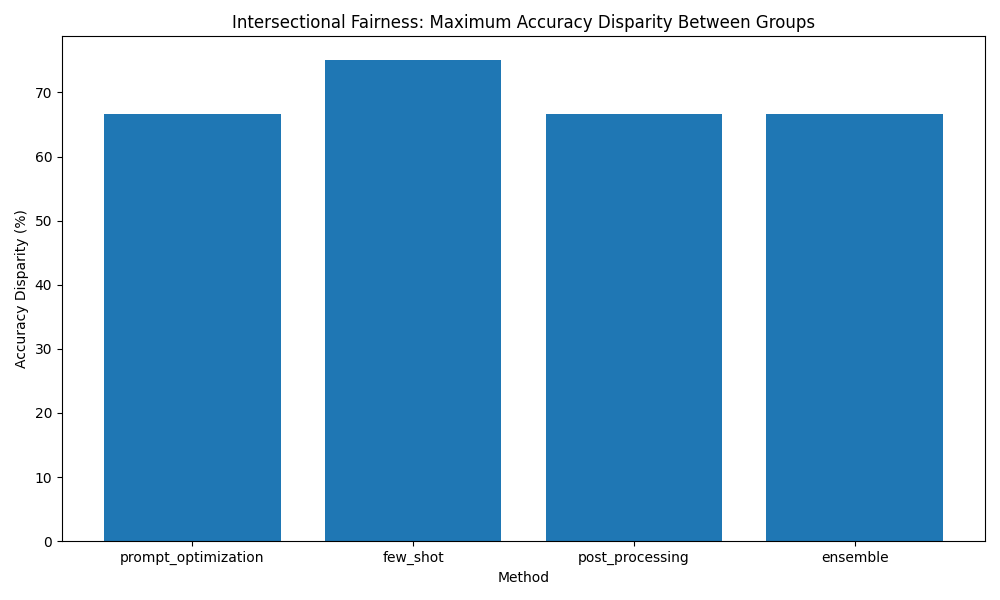 Intersectional Fairness: Maximum Accuracy Disparity Between Groups
Accuracy Disparity (%)
70
60
50
40
30
20
10
0
prompt_optimization
few_shot
post_processing
ensemble
Method